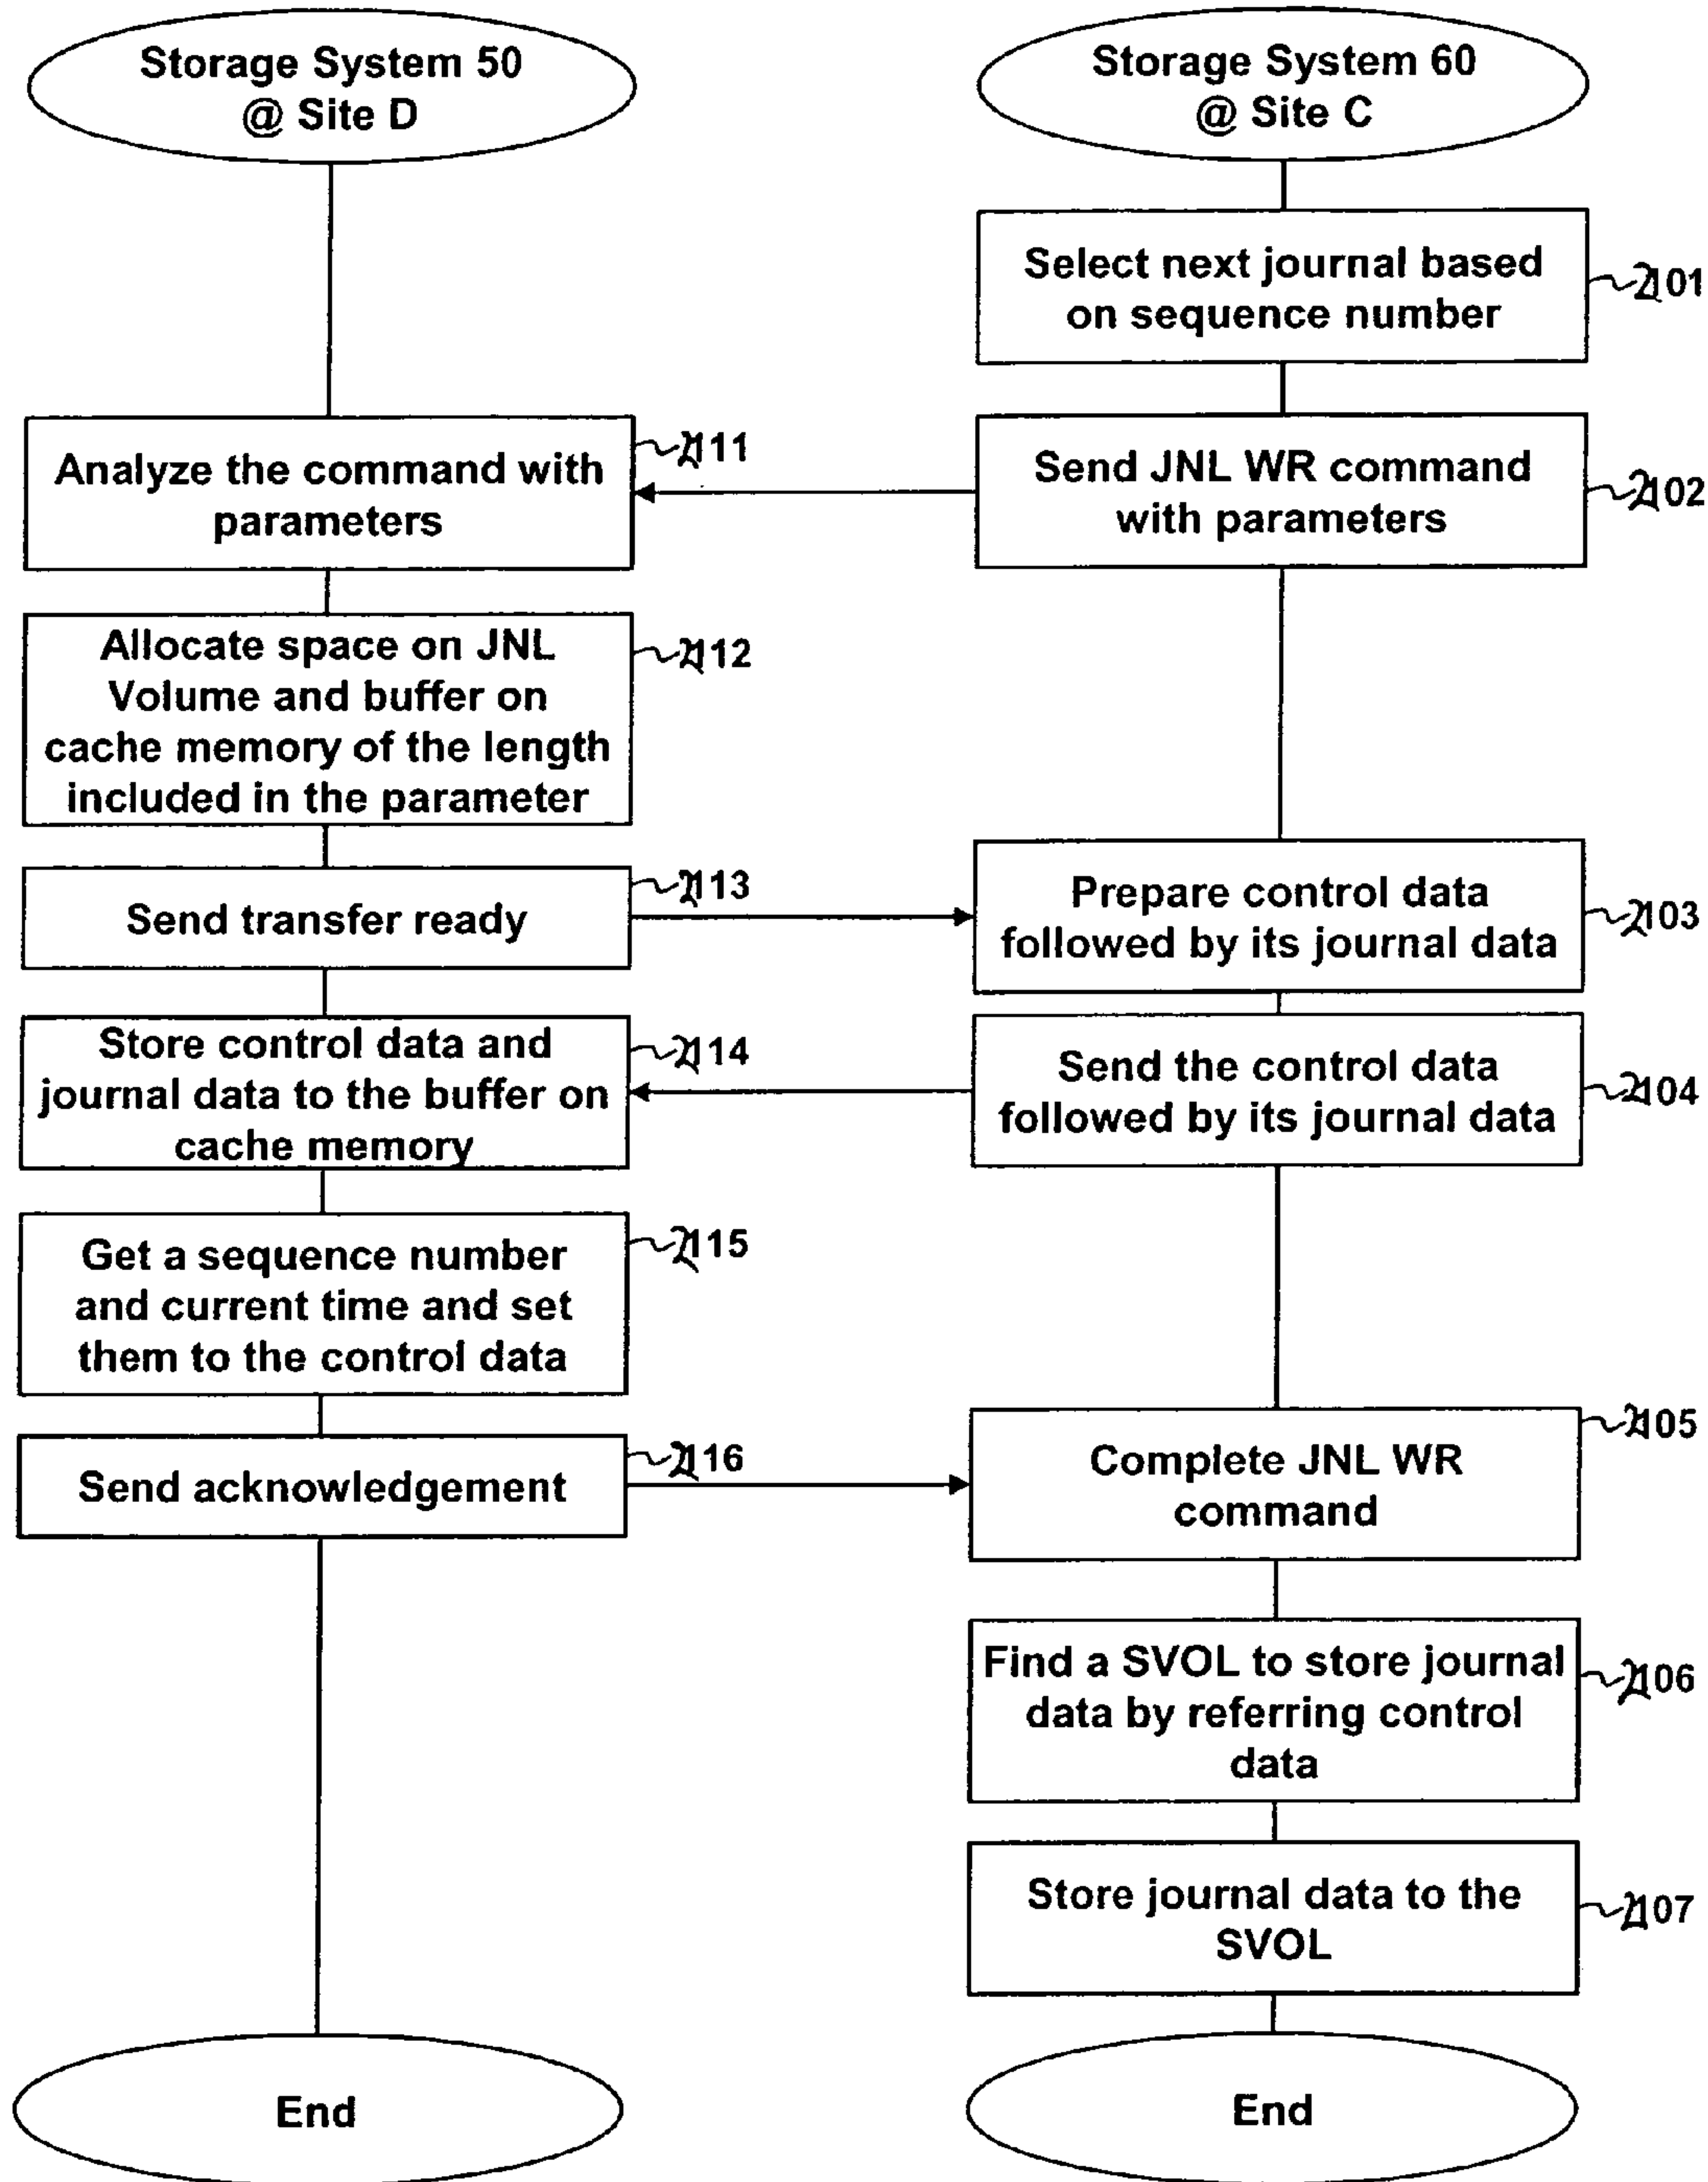 Storage System 50
@ Site D
Analyze the command with
parameters
2111
Allocate space on JNL
Volume and buffer on
cache memory of the length
included in the parameter
2112
Send transfer ready
2113
Store control data and
journal data to the buffer on
cache memory
2114
Get a sequence number
and current time and set
them to the control data
2115
Send acknowledgement
2116
End
Storage System 60
@ Site C
Select next journal based
on sequence number
2101
Send JNL WR command
with parameters
2102
Prepare control data
followed by its journal data
2103
Send the control data
followed by its journal data
2104
Complete JNL WR
command
2105
Find a SVOL to store journal
data by referring control
data
2106
Store journal data to the
SVOL
2107
End